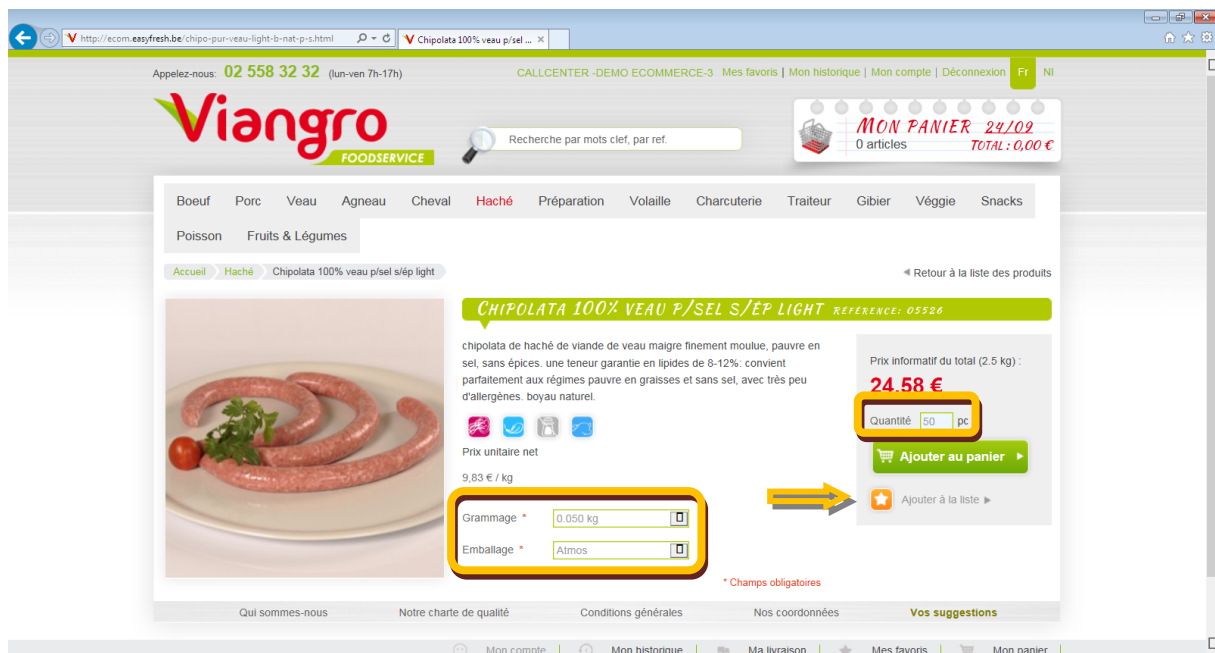 http://ecom.easyfresh.be/chipo-pur-veau-light-b-nat-p-s.html
Chipolata 100% veau p/sel ...
Appelez-nous: 02 558 32 32 (lun-ven 7h-17h)
CALLCENTER -DEMO ECOMMERCE-3 Mes favoris | Mon historique | Mon compte | Déconnexion Fr Nl
Viangro
FOODSERVICE
Recherche par mots clef, par ref.
MON PANIER 24/09
0 articles TOTAL : 0,00 €
Boeuf Porc Veau Agneau Cheval Haché Préparation Volaille Charcuterie Traiteur Gibier Véggie Snacks
Poisson Fruits & Légumes
Accueil Haché Chipolata 100% veau p/sel s/ép light
Retour à la liste des produits
CHIPOLATA 100% VEAU P/SEL S/ÉP LIGHT RÉFÉRENCE: 05526
chipolata de haché de viande de veau maigre finement moulue, pauvre en
sel, sans épices. une teneur garantie en lipides de 8-12%: convient
parfaitement aux régimes pauvre en graisses et sans sel, avec très peu
d'allergènes. boyau naturel.
Prix unitaire net
9,83 € / kg
Grammage * 0.050 kg
Emballage * Atmos
* Champs obligatoires
Prix informatif du total (2.5 kg) :
24,58 €
Quantité 50 pc
Ajouter au panier
Ajouter à la liste
Qui sommes-nous Notre charte de qualité Conditions générales Nos coordonnées Vos suggestions
Mon compte Mon historique Ma livraison Mes favoris Mon panier